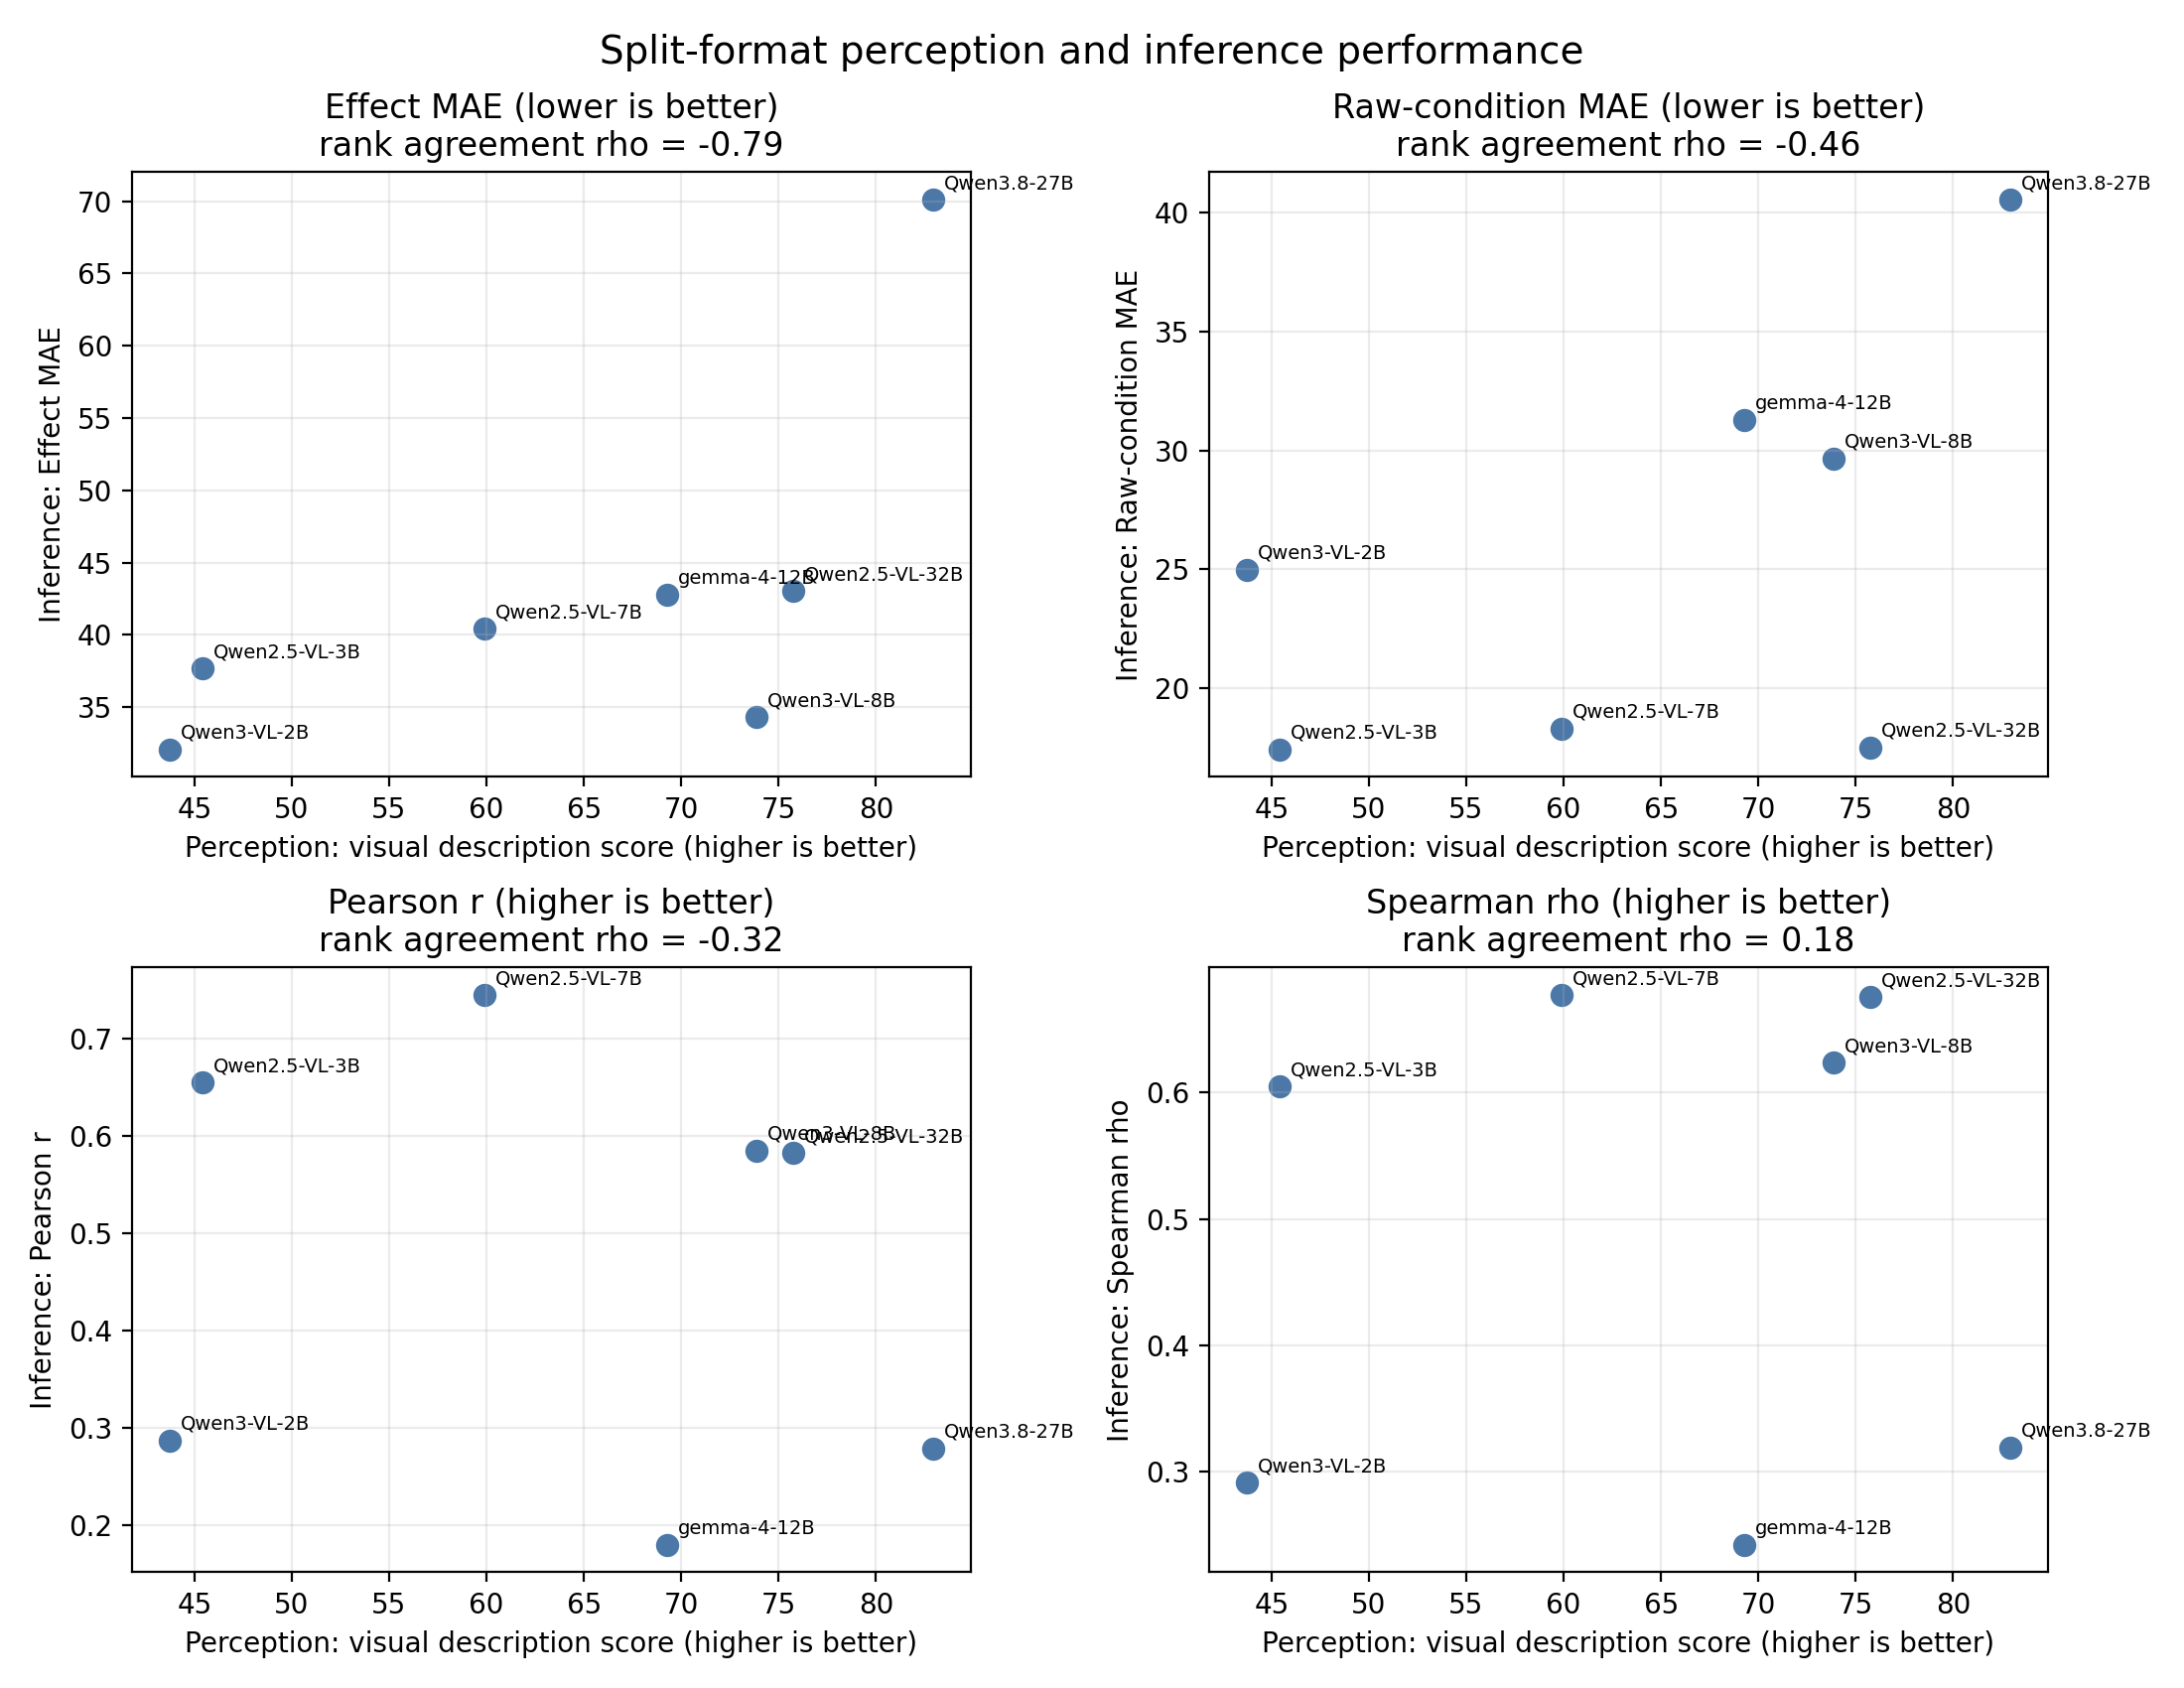 Split-format perception and inference performance
Effect MAE (lower is better)
rank agreement rho = -0.79
Inference: Effect MAE
70
65
60
55
50
45
40
35
Qwen3.8-27B
gemma-4-12B
Qwen2.5-VL-32B
Qwen2.5-VL-7B
Qwen2.5-VL-3B
Qwen3-VL-8B
Qwen3-VL-2B
45 50 55 60 65 70 75 80
Perception: visual description score (higher is better)
Raw-condition MAE (lower is better)
rank agreement rho = -0.46
Inference: Raw-condition MAE
40
35
30
25
20
Qwen3.8-27B
gemma-4-12B
Qwen3-VL-8B
Qwen3-VL-2B
Qwen2.5-VL-7B
Qwen2.5-VL-3B
Qwen2.5-VL-32B
45 50 55 60 65 70 75 80
Perception: visual description score (higher is better)
Pearson r (higher is better)
rank agreement rho = -0.32
Inference: Pearson r
0.7
0.6
0.5
0.4
0.3
0.2
Qwen2.5-VL-7B
Qwen2.5-VL-3B
Qwen3-VL-8B
Qwen2.5-VL-32B
Qwen3-VL-2B
Qwen3.8-27B
gemma-4-12B
45 50 55 60 65 70 75 80
Perception: visual description score (higher is better)
Spearman rho (higher is better)
rank agreement rho = 0.18
Inference: Spearman rho
0.6
0.5
0.4
0.3
Qwen2.5-VL-7B
Qwen2.5-VL-32B
Qwen3-VL-8B
Qwen2.5-VL-3B
Qwen3.8-27B
Qwen3-VL-2B
gemma-4-12B
45 50 55 60 65 70 75 80
Perception: visual description score (higher is better)